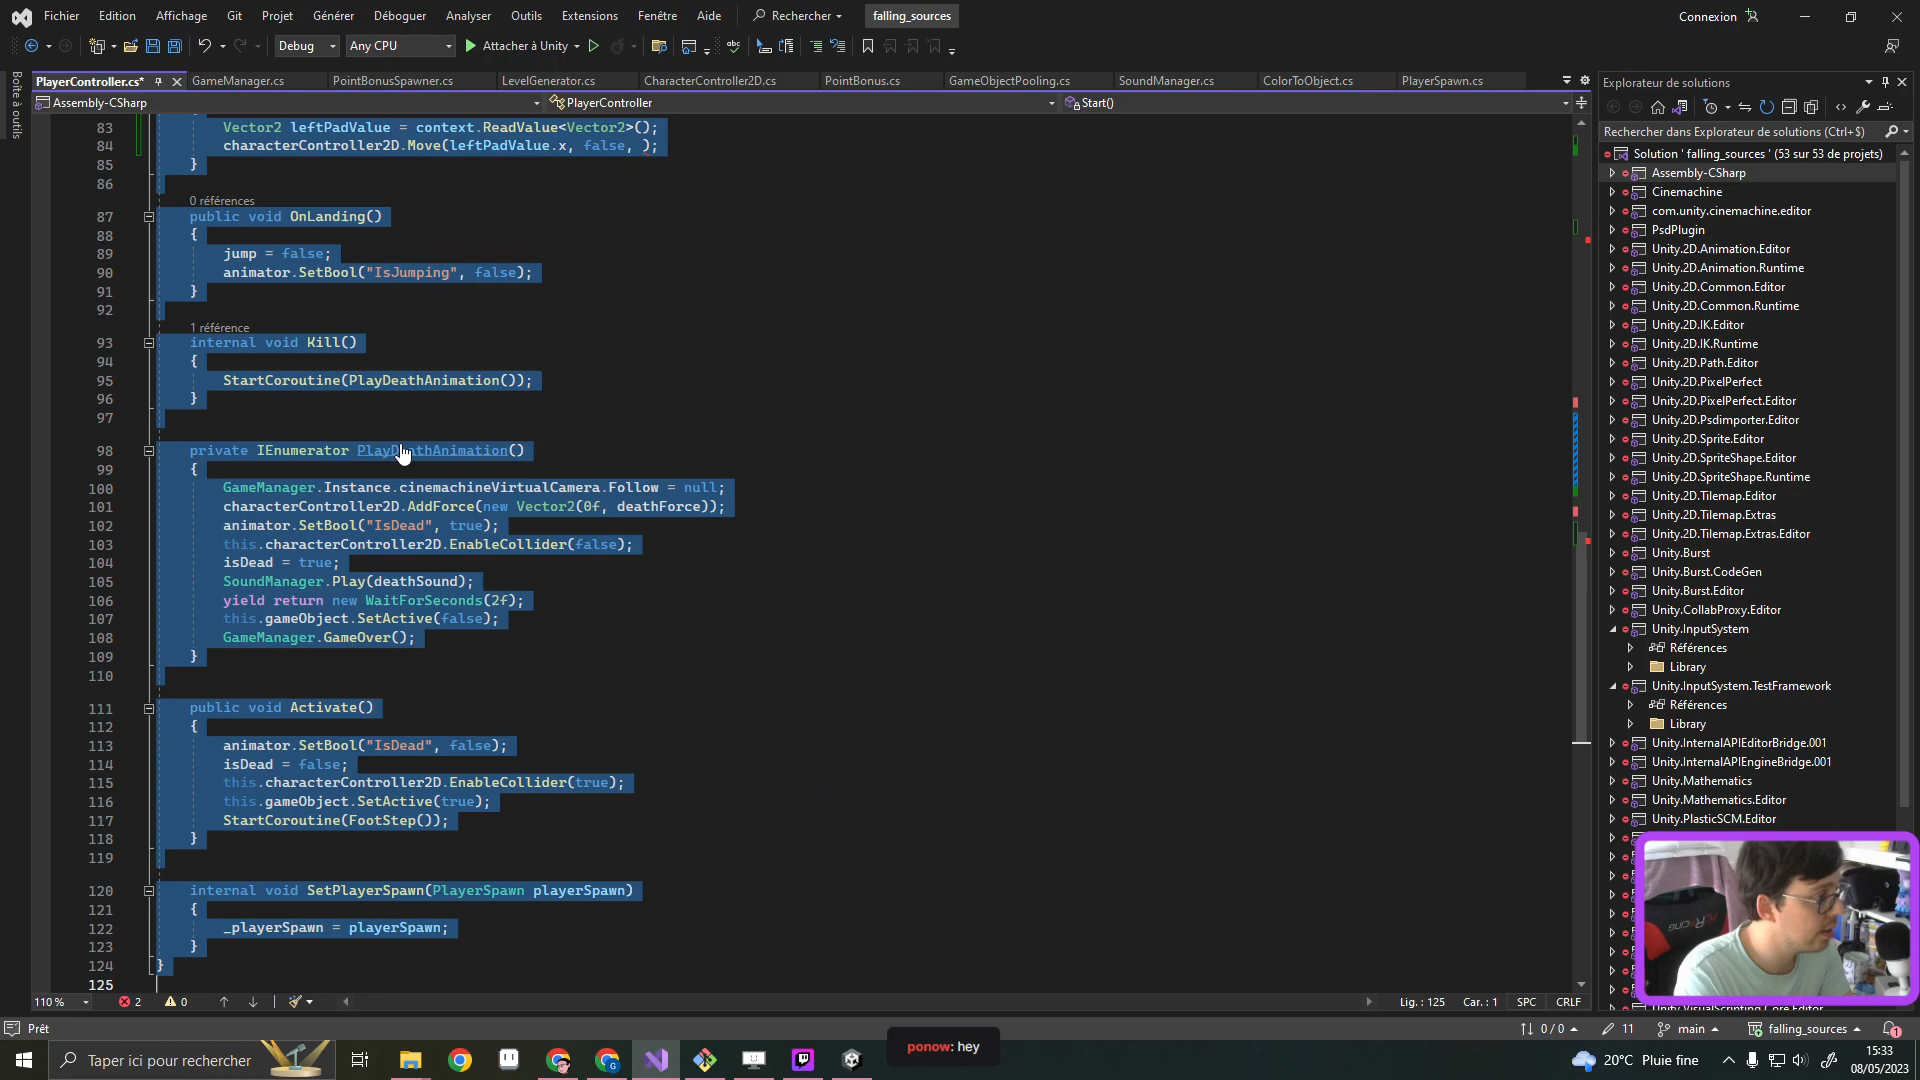 Fichier Edition Affichage Git Projet Générer Déboguer Analyser Outils Extensions Fenêtre Aide Rechercher falling_sources Connexion
Debug Any CPU Attacher à Unity
PlayerController.cs* GameManager.cs PointBonusSpawner.cs LevelGenerator.cs CharacterController2D.cs PointBonus.cs GameObjectPooling.cs SoundManager.cs ColorToObject.cs PlayerSpawn.cs
Assembly-CSharp PlayerController Start()
Boîte à outils
83 Vector2 leftPadValue = context.ReadValue<Vector2>();
84 characterController2D.Move(leftPadValue.x, false, );
85 }
86
0 références
87 public void OnLanding()
88 {
89 jump = false;
90 animator.SetBool("IsJumping", false);
91 }
92
1 référence
93 internal void Kill()
94 {
95 StartCoroutine(PlayDeathAnimation());
96 }
97
98 private IEnumerator PlayDeathAnimation()
99 {
100 GameManager.Instance.cinemachineVirtualCamera.Follow = null;
101 characterController2D.AddForce(new Vector2(0f, deathForce));
102 animator.SetBool("IsDead", true);
103 this.characterController2D.EnableCollider(false);
104 isDead = true;
105 SoundManager.Play(deathSound);
106 yield return new WaitForSeconds(2f);
107 this.gameObject.SetActive(false);
108 GameManager.GameOver();
109 }
110
111 public void Activate()
112 {
113 animator.SetBool("IsDead", false);
114 isDead = false;
115 this.characterController2D.EnableCollider(true);
116 this.gameObject.SetActive(true);
117 StartCoroutine(FootStep());
118 }
119
120 internal void SetPlayerSpawn(PlayerSpawn playerSpawn)
121 {
122 _playerSpawn = playerSpawn;
123 }
124 }
125
110 % 2 0 Lig. : 125 Car. : 1 SPC CRLF
Explorateur de solutions
Rechercher dans Explorateur de solutions (Ctrl+$)
Solution ' falling_sources ' (53 sur 53 de projets)
Assembly-CSharp
Cinemachine
com.unity.cinemachine.editor
PsdPlugin
Unity.2D.Animation.Editor
Unity.2D.Animation.Runtime
Unity.2D.Common.Editor
Unity.2D.Common.Runtime
Unity.2D.IK.Editor
Unity.2D.IK.Runtime
Unity.2D.Path.Editor
Unity.2D.PixelPerfect
Unity.2D.PixelPerfect.Editor
Unity.2D.Psdimporter.Editor
Unity.2D.Sprite.Editor
Unity.2D.SpriteShape.Editor
Unity.2D.SpriteShape.Runtime
Unity.2D.Tilemap.Editor
Unity.2D.Tilemap.Extras
Unity.2D.Tilemap.Extras.Editor
Unity.Burst
Unity.Burst.CodeGen
Unity.Burst.Editor
Unity.CollabProxy.Editor
Unity.InputSystem
Références
Library
Unity.InputSystem.TestFramework
Références
Library
Unity.InternalAPIEditorBridge.001
Unity.InternalAPIEngineBridge.001
Unity.Mathematics
Unity.Mathematics.Editor
Unity.PlasticSCM.Editor
Unity.VisualScripting.Core.Editor
Prêt 0 / 0 11 main falling_sources 1
ponow: hey
Taper ici pour rechercher 20°C Pluie fine 15:33
08/05/2023